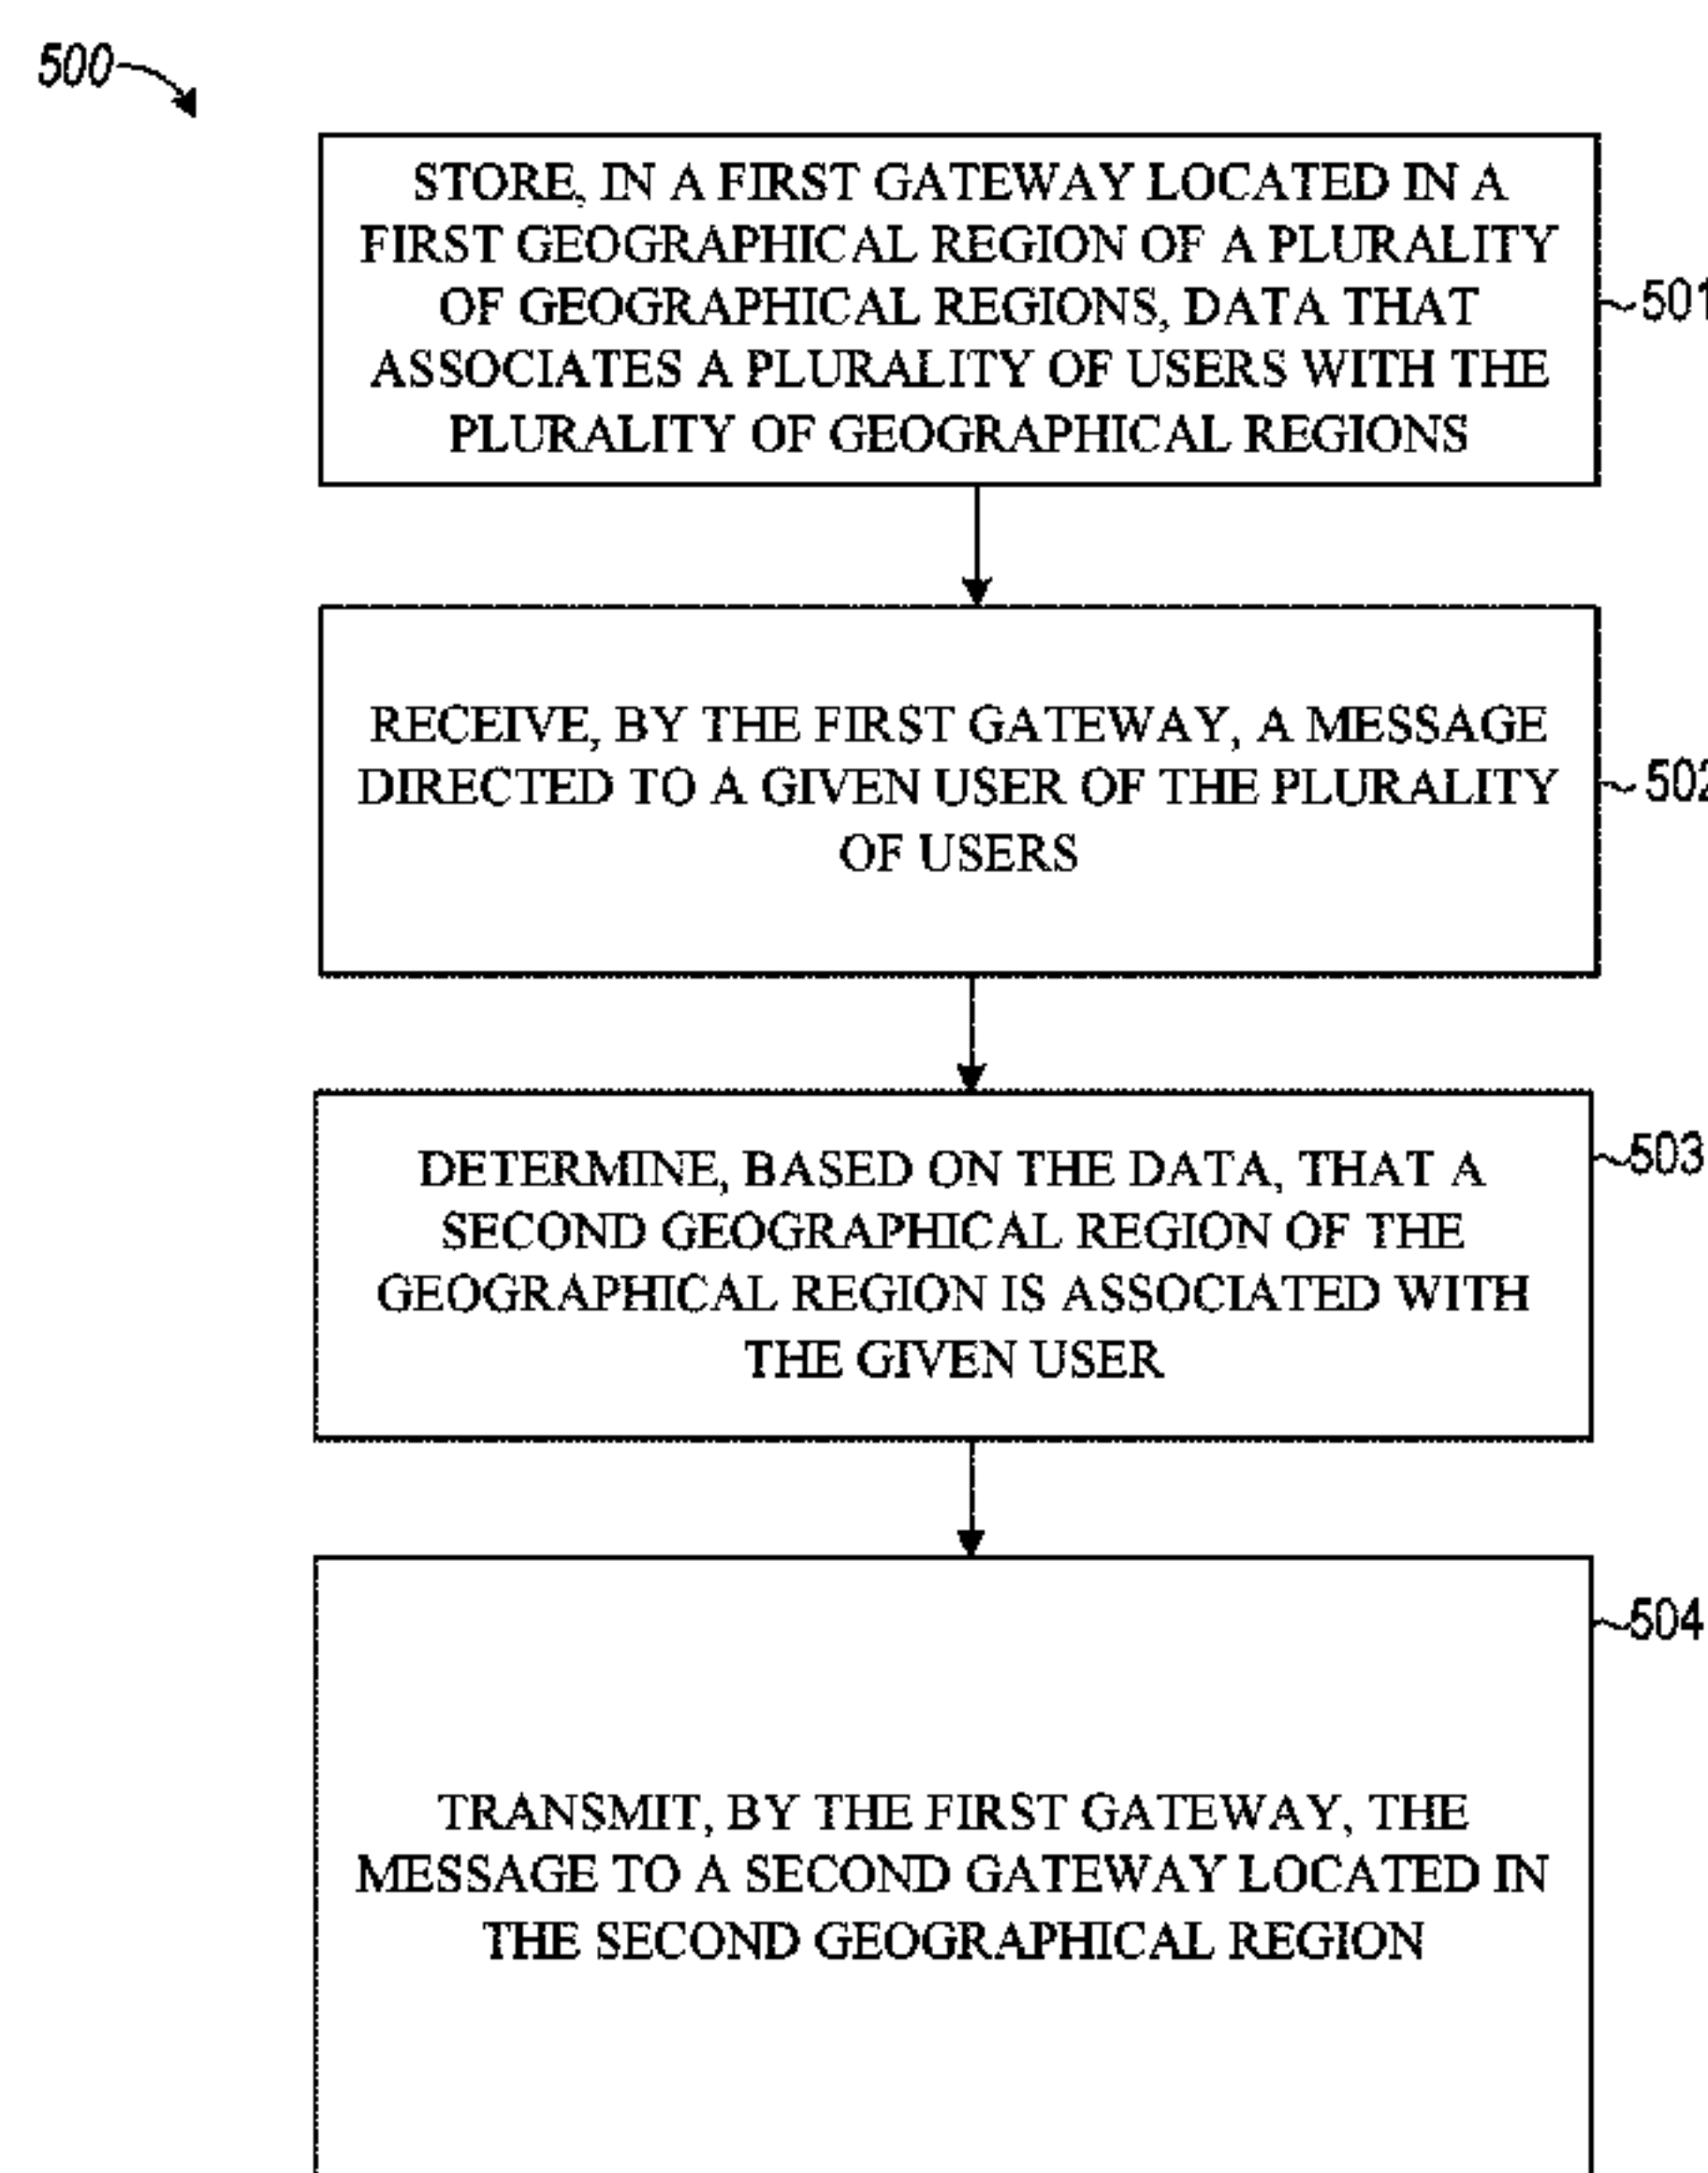 500
STORE, IN A FIRST GATEWAY LOCATED IN A
FIRST GEOGRAPHICAL REGION OF A PLURALITY
OF GEOGRAPHICAL REGIONS, DATA THAT
ASSOCIATES A PLURALITY OF USERS WITH THE
PLURALITY OF GEOGRAPHICAL REGIONS
501
RECEIVE, BY THE FIRST GATEWAY, A MESSAGE
DIRECTED TO A GIVEN USER OF THE PLURALITY
OF USERS
502
DETERMINE, BASED ON THE DATA, THAT A
SECOND GEOGRAPHICAL REGION OF THE
GEOGRAPHICAL REGION IS ASSOCIATED WITH
THE GIVEN USER
503
TRANSMIT, BY THE FIRST GATEWAY, THE
MESSAGE TO A SECOND GATEWAY LOCATED IN
THE SECOND GEOGRAPHICAL REGION
504